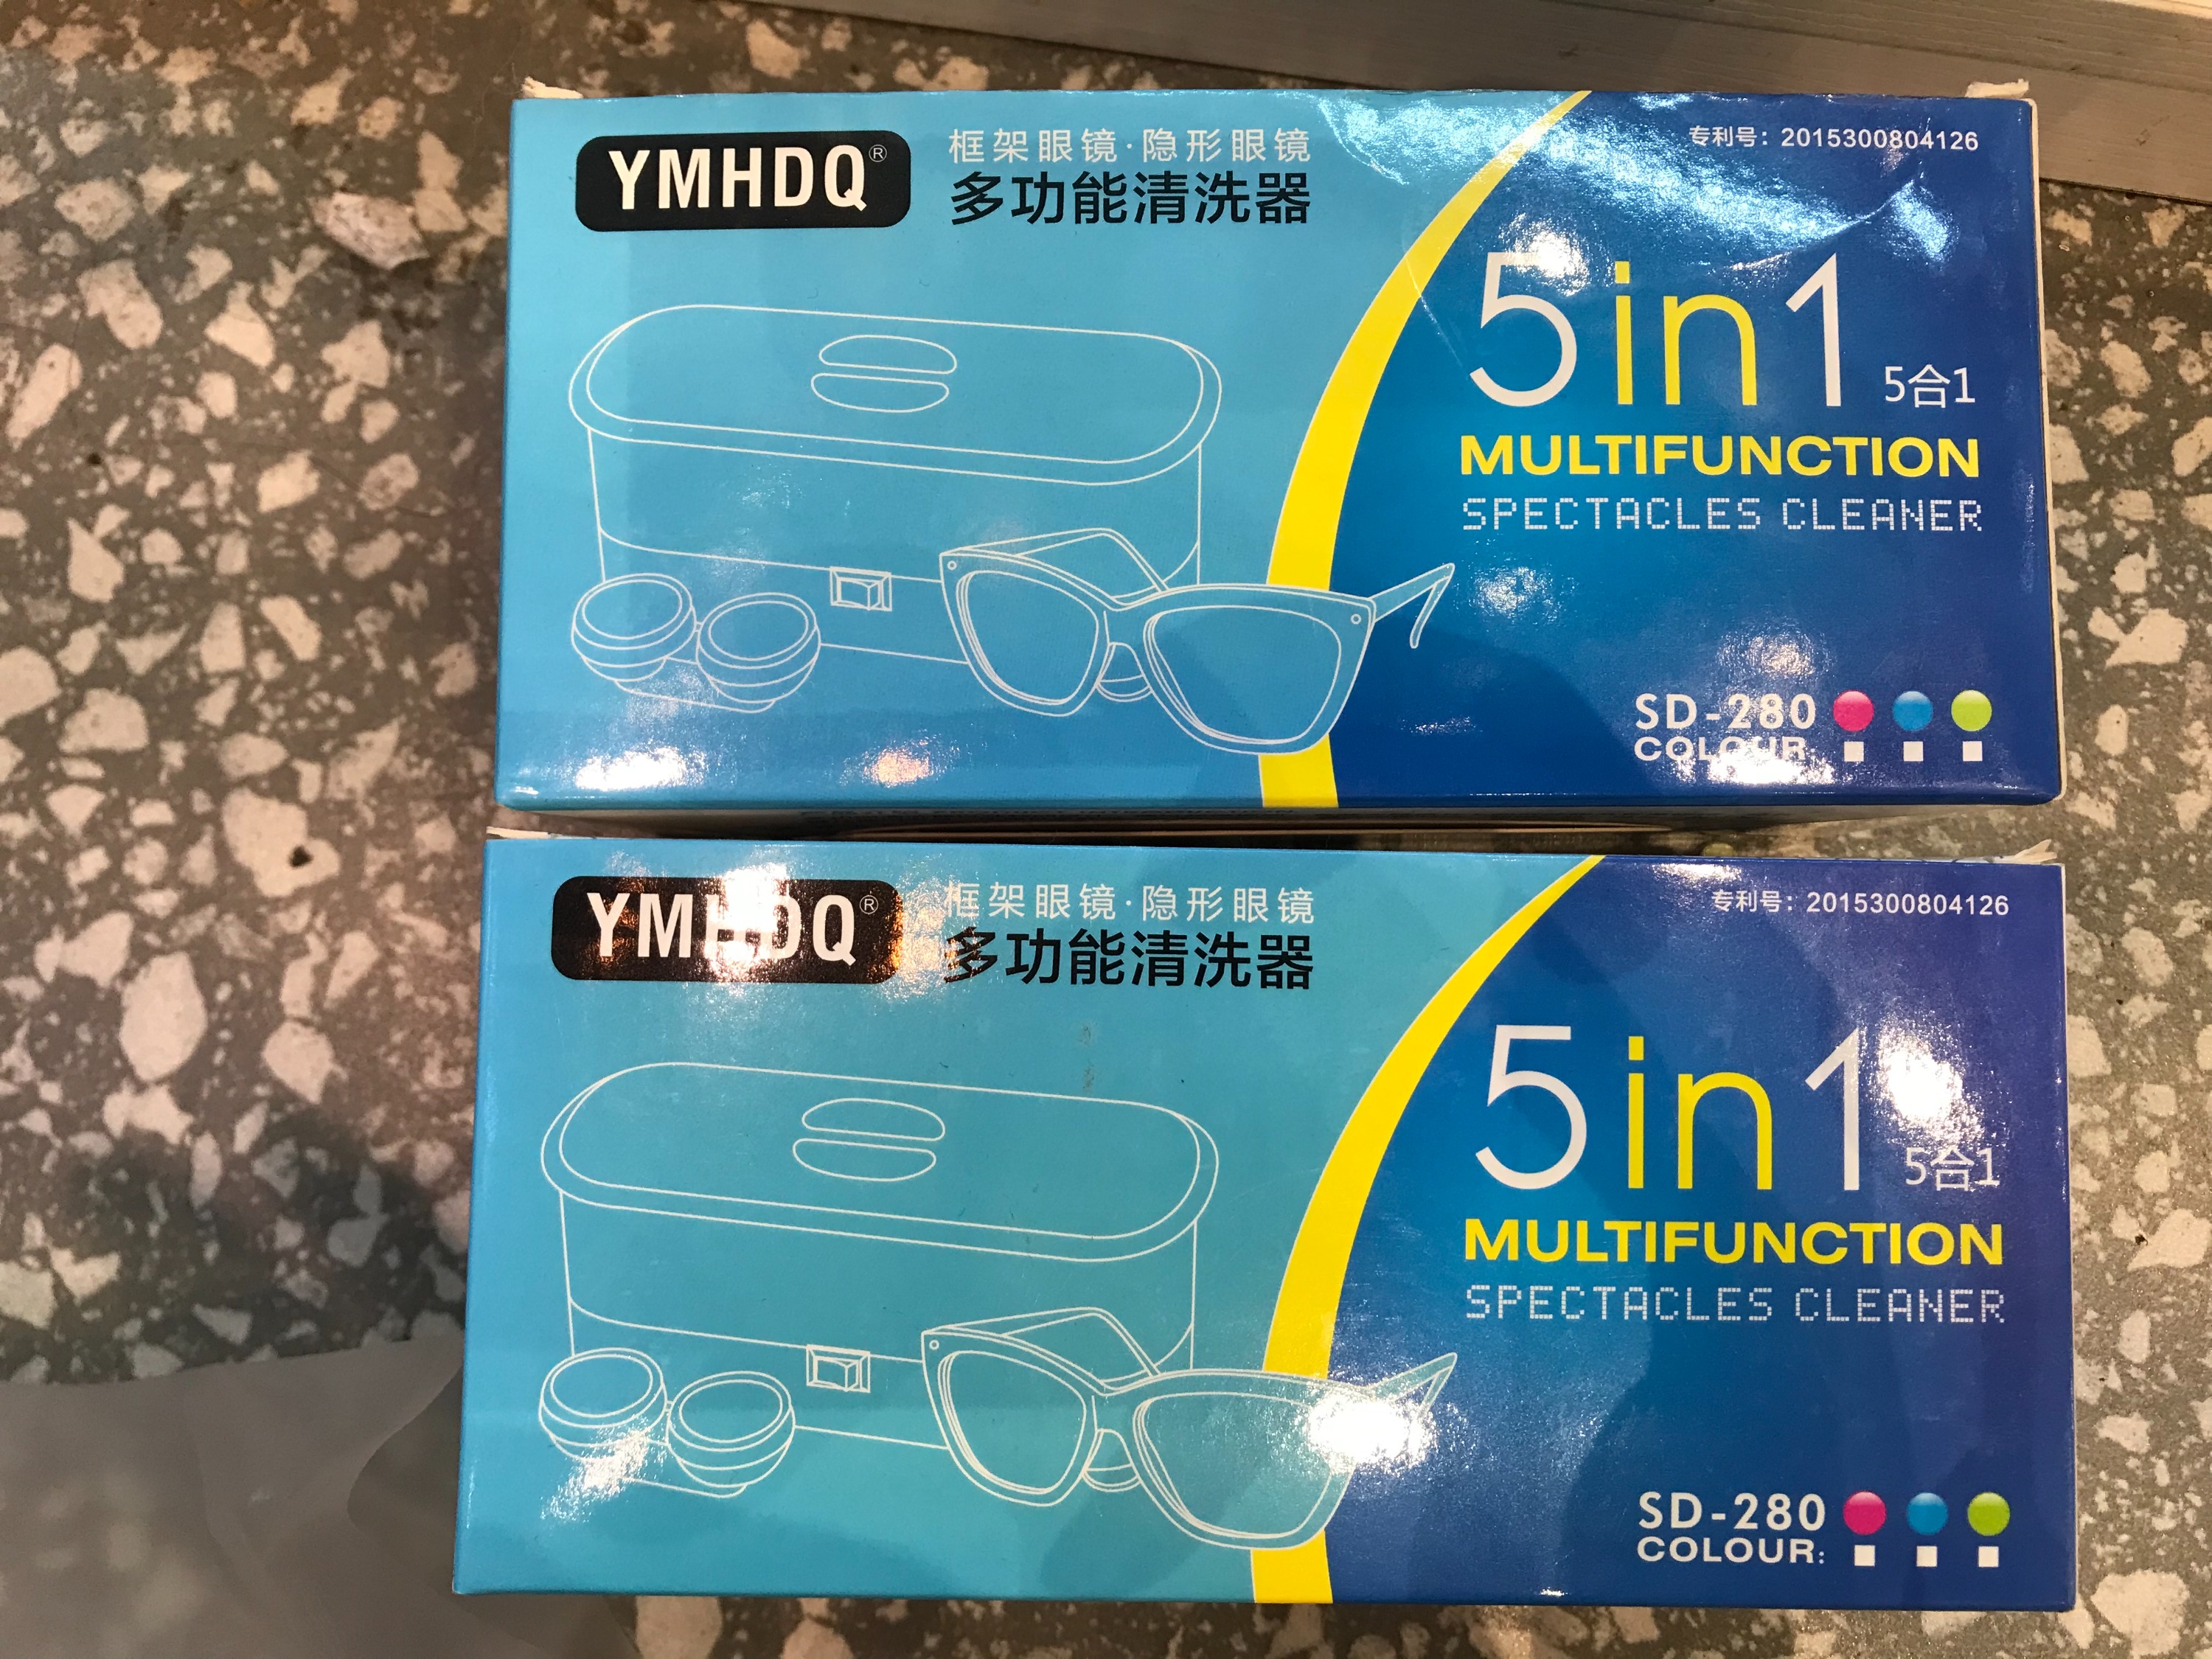 YMHDQ®
框架眼镜·隐形眼镜
多功能清洗器
专利号：2015300804126
5in1 5合1
MULTIFUNCTION
SPECTACLES CLEANER
SD-280
COLOUR:
YMHDQ®
框架眼镜·隐形眼镜
多功能清洗器
专利号：2015300804126
5in1 5合1
MULTIFUNCTION
SPECTACLES CLEANER
SD-280
COLOUR: